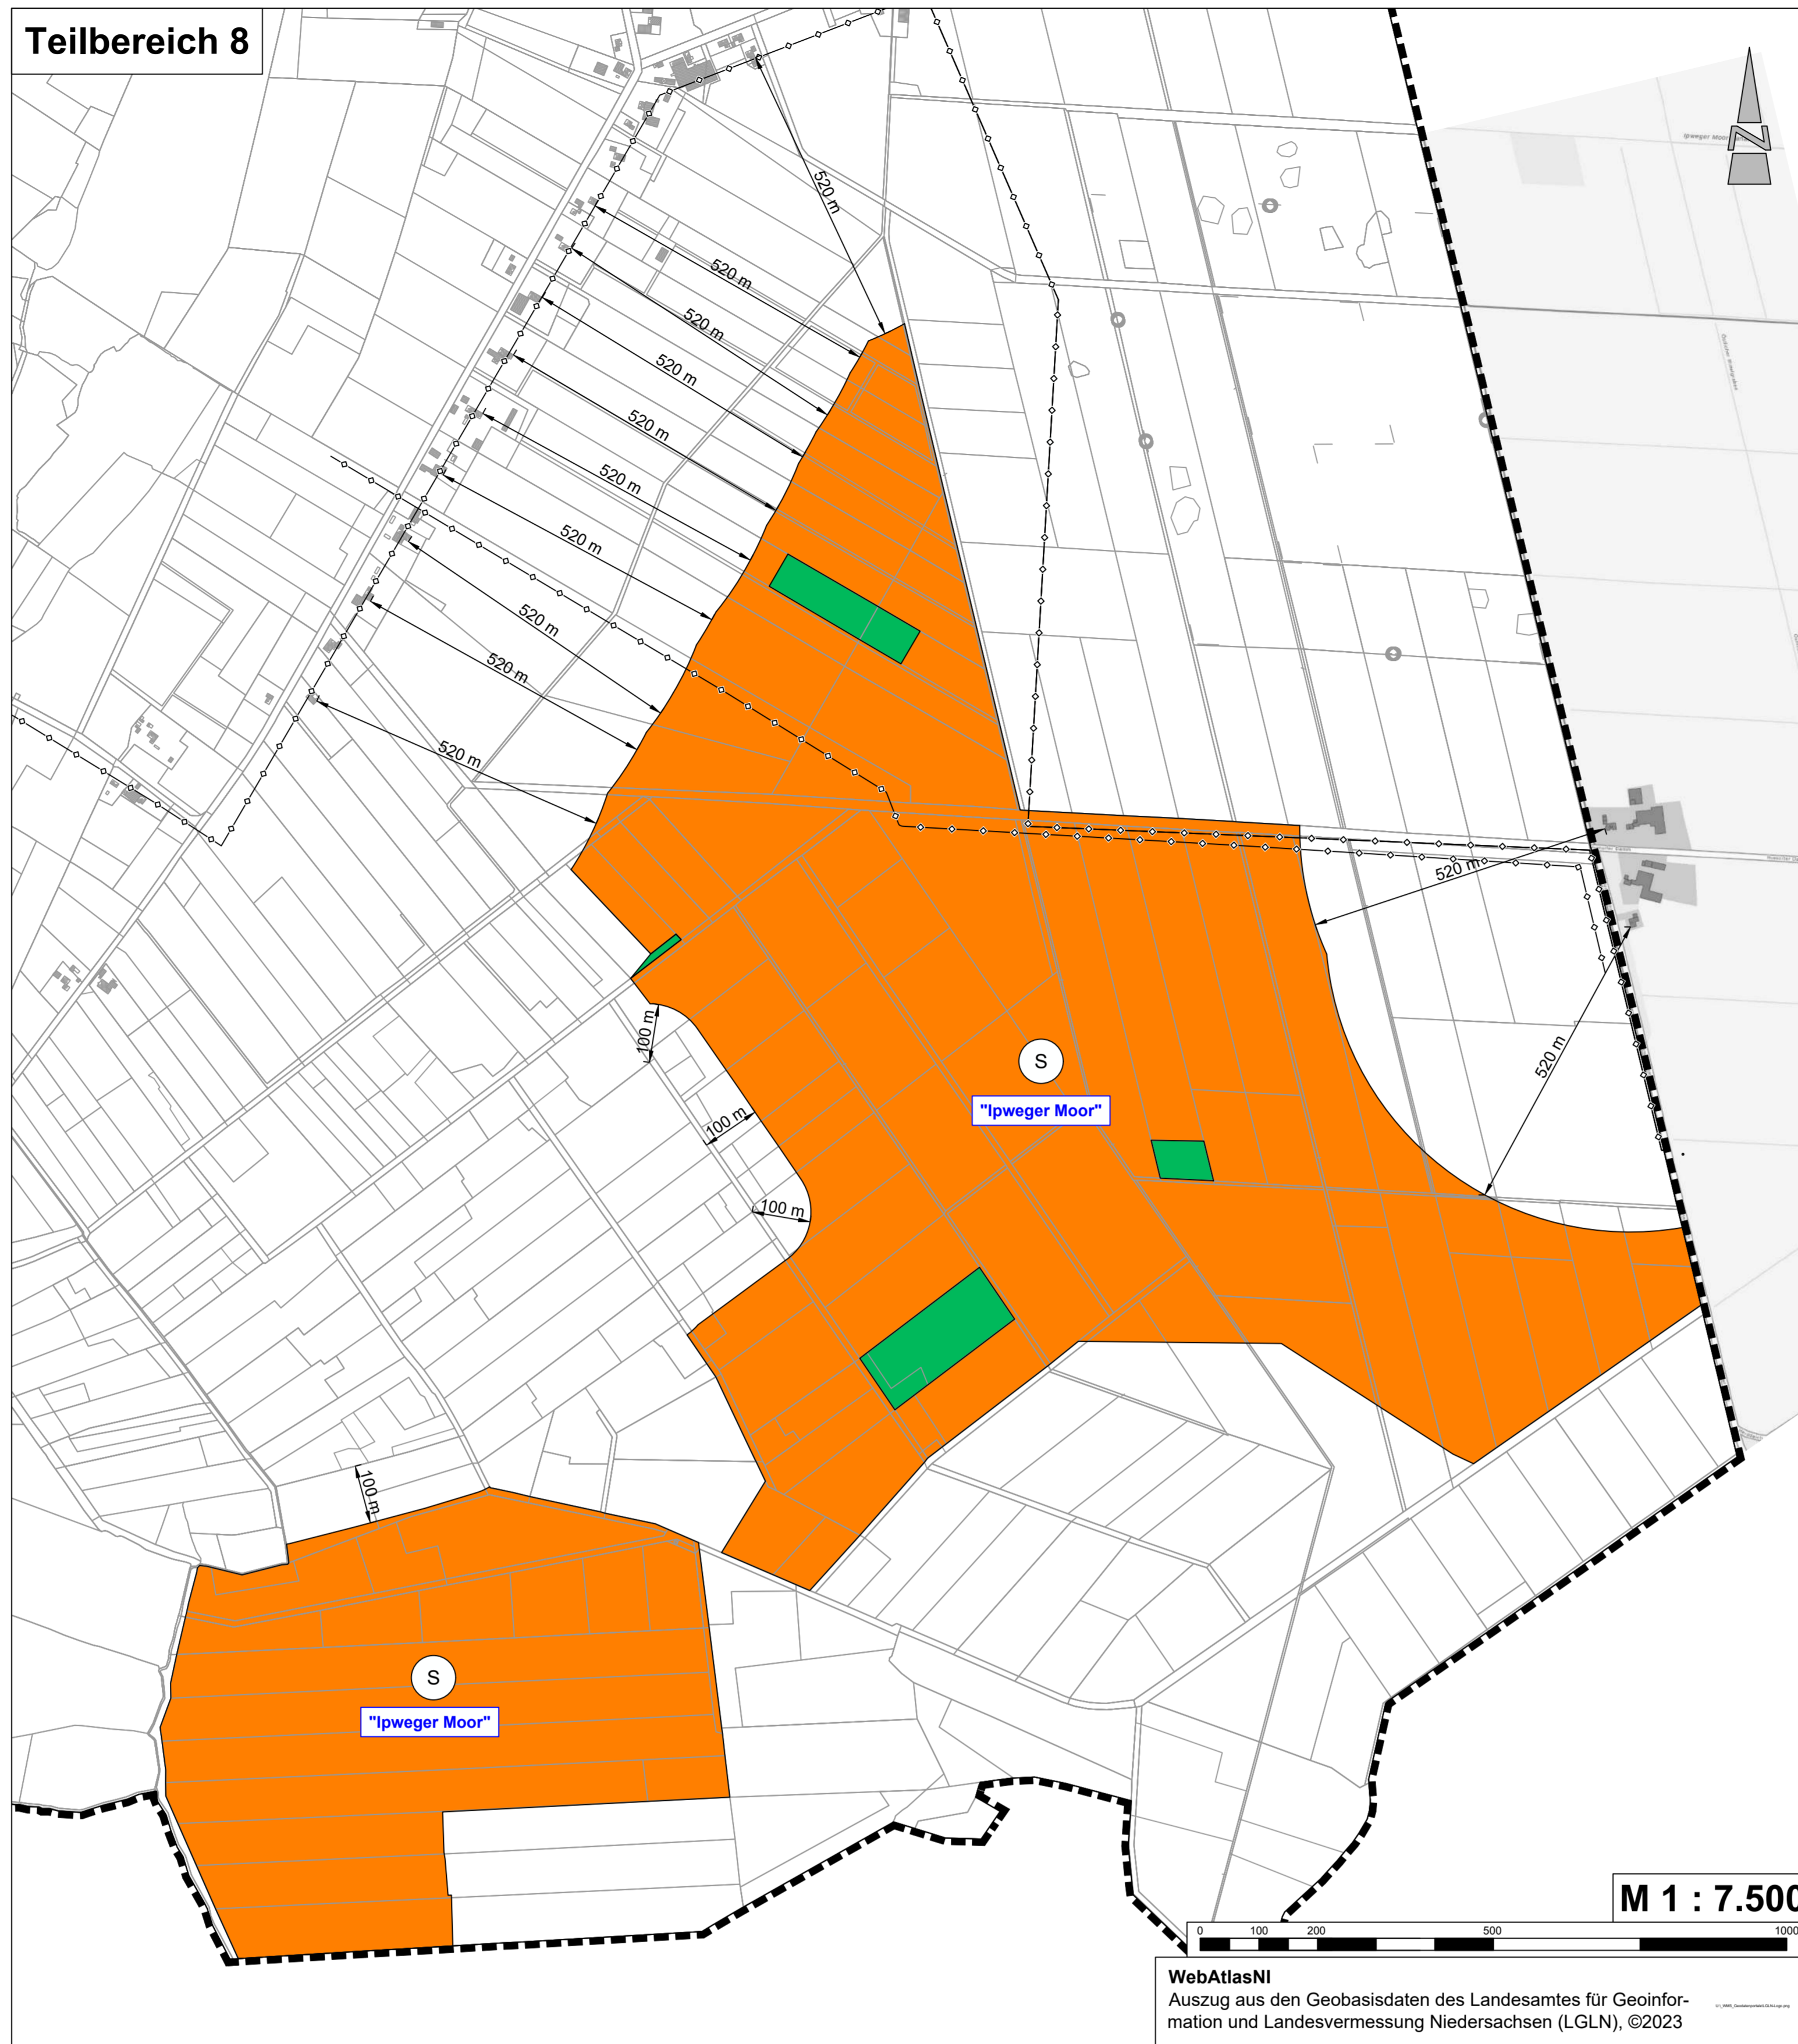 Teilbereich 8
Ipweger Moor
520 m
520 m
520 m
520 m
520 m
520 m
520 m
520 m
520 m
520 m
520 m
520 m
100 m
100 m
100 m
100 m
S
"Ipweger Moor"
S
"Ipweger Moor"
M 1 : 7.500
0 100 200 500 1000
WebAtlasNI
Auszug aus den Geobasisdaten des Landesamtes für Geoinfor-
mation und Landesvermessung Niedersachsen (LGLN), ©2023